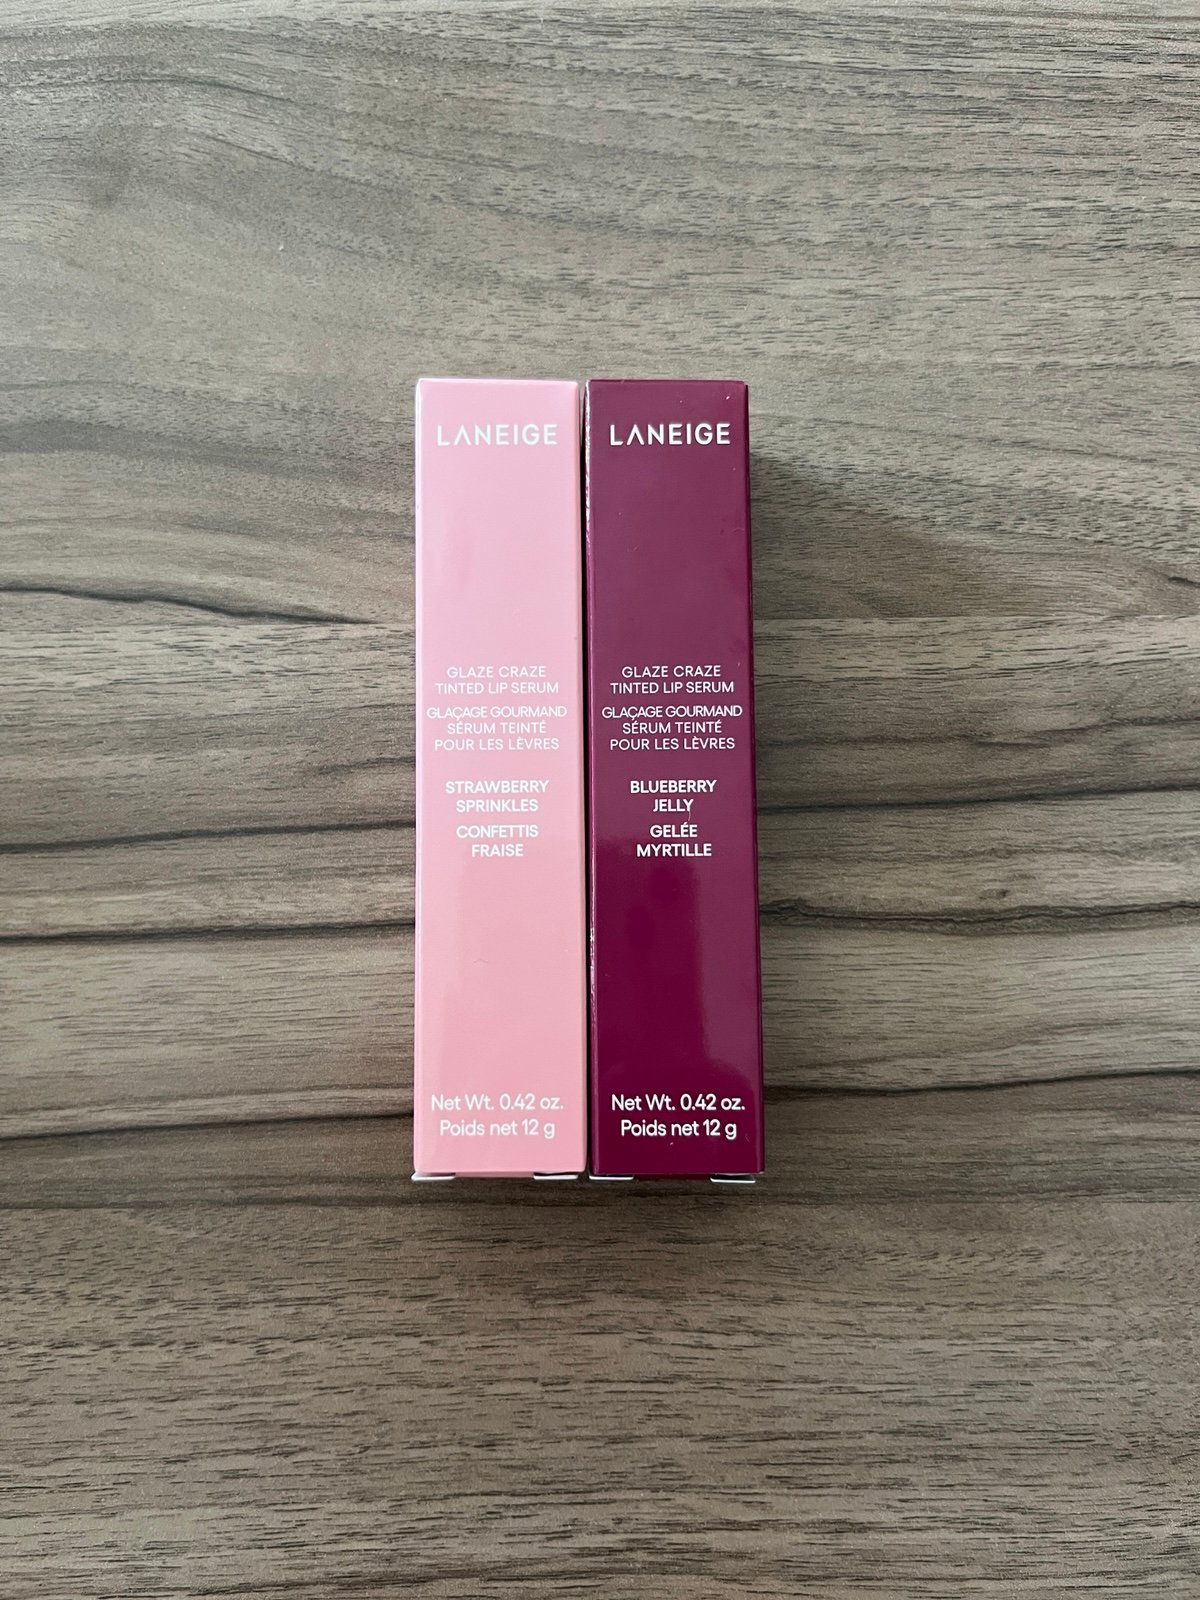 LANEIGE
GLAZE CRAZE
TINTED LIP SERUM
GLAÇAGE GOURMAND
SÉRUM TEINTÉ
POUR LES LÈVRES
STRAWBERRY
SPRINKLES
CONFETTIS
FRAISE
Net Wt. 0.42 oz.
Poids net 12 g
LANEIGE
GLAZE CRAZE
TINTED LIP SERUM
GLAÇAGE GOURMAND
SÉRUM TEINTÉ
POUR LES LÈVRES
BLUEBERRY
JELLY
GELÉE
MYRTILLE
Net Wt. 0.42 oz.
Poids net 12 g